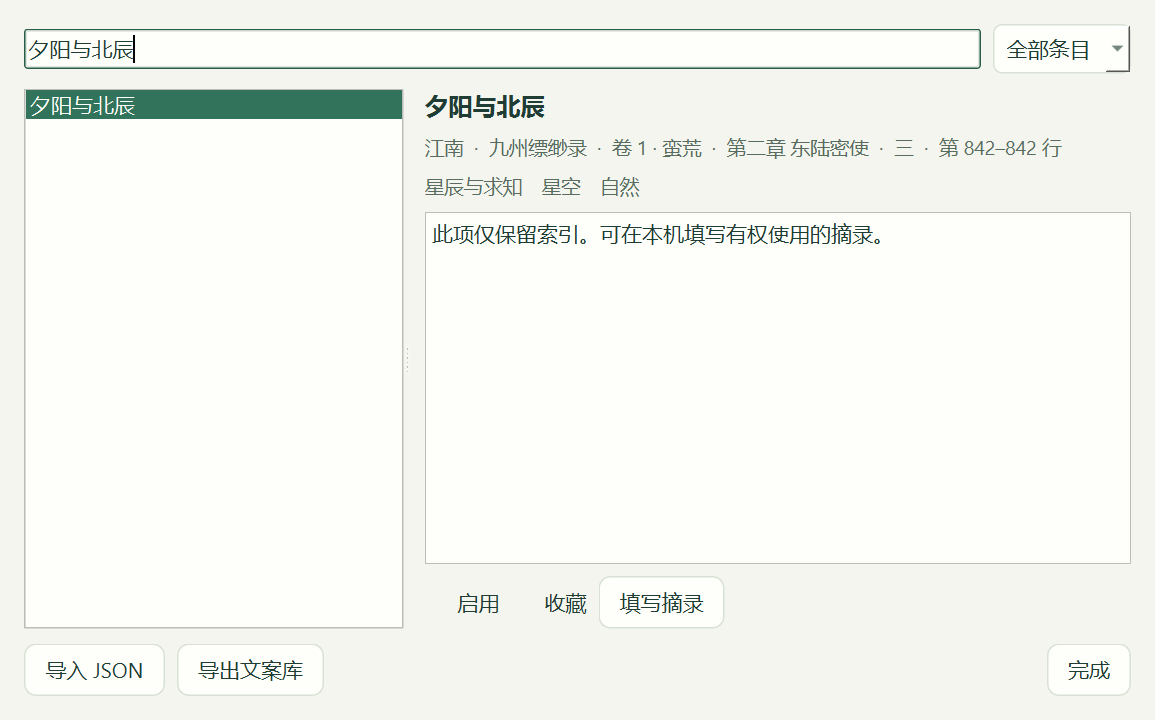 夕阳与北辰
全部条目
夕阳与北辰
夕阳与北辰
江南 · 九州缥缈录 · 卷 1 · 蛮荒 · 第二章 东陆密使 · 三 · 第 842–842 行
星辰与求知 星空 自然
此项仅保留索引。可在本机填写有权使用的摘录。
启用
收藏
填写摘录
导入 JSON
导出文案库
完成